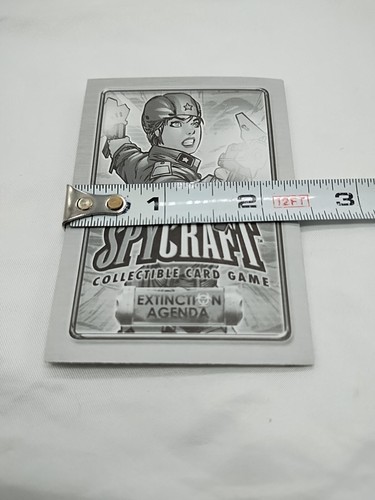 1 2 12FT 3
SPYCRAFT
COLLECTIBLE CARD GAME
EXTINCTION
AGENDA